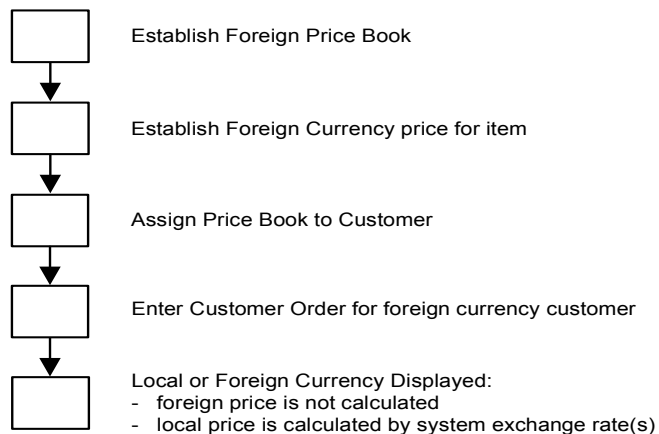 Establish Foreign Price Book
Establish Foreign Currency price for item
Assign Price Book to Customer
Enter Customer Order for foreign currency customer
Local or Foreign Currency Displayed:
- foreign price is not calculated
- local price is calculated by system exchange rate(s)